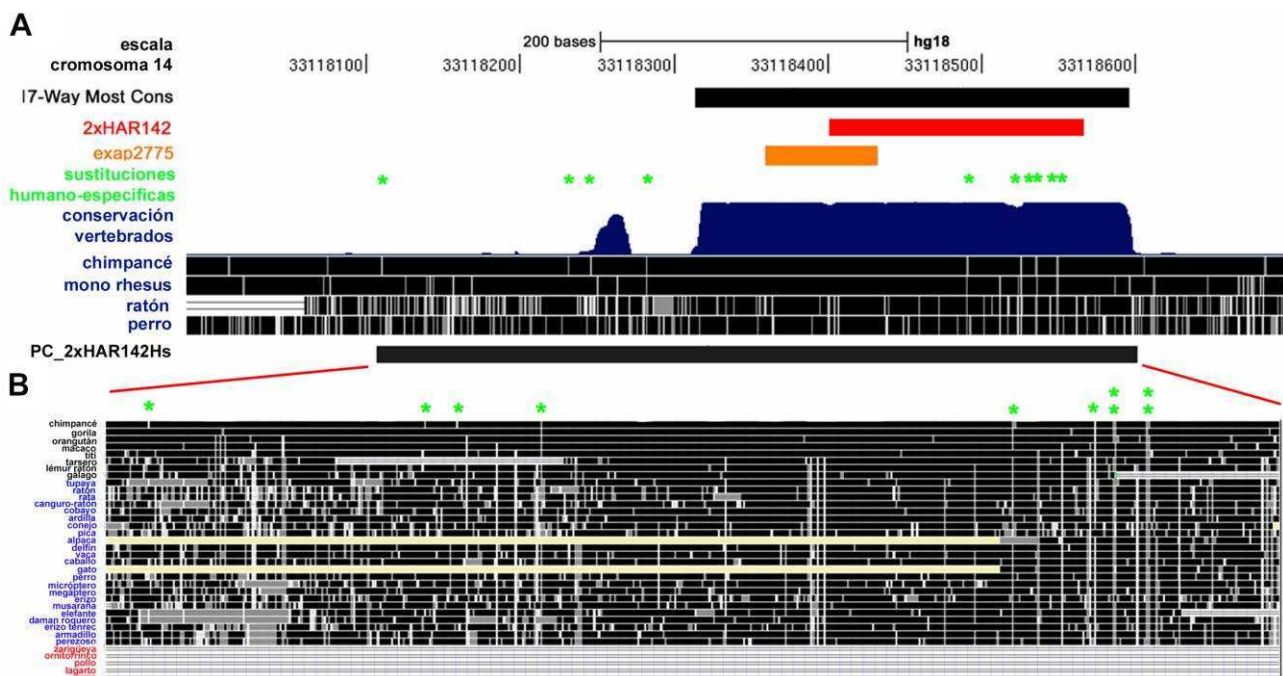 A
escala
200 bases
hg18
cromosoma 14
33118100
33118200
33118300
33118400
33118500
33118600
17-Way Most Cons
2xHAR142
exap2775
sustituciones
* * * * * * * * * *
humano-especificas
conservación
vertebrados
chimpancé
mono rhesus
ratón
perro
PC_2xHAR142Hs
B
* *
* * * * * * * *
chimpancé
gorila
orangután
macaco
titi
tarsero
lémur ratón
galago
tupaya
ratón
rata
canguro-ratón
cobayo
ardilla
conejo
pica
alpaca
delfin
vaca
caballo
gato
perro
micróptero
megáptero
erizo
musaraña
elefante
daman roquero
erizo tenrec
armadillo
perezoso
zarigüeya
ornitorrinco
pollo
lagarto